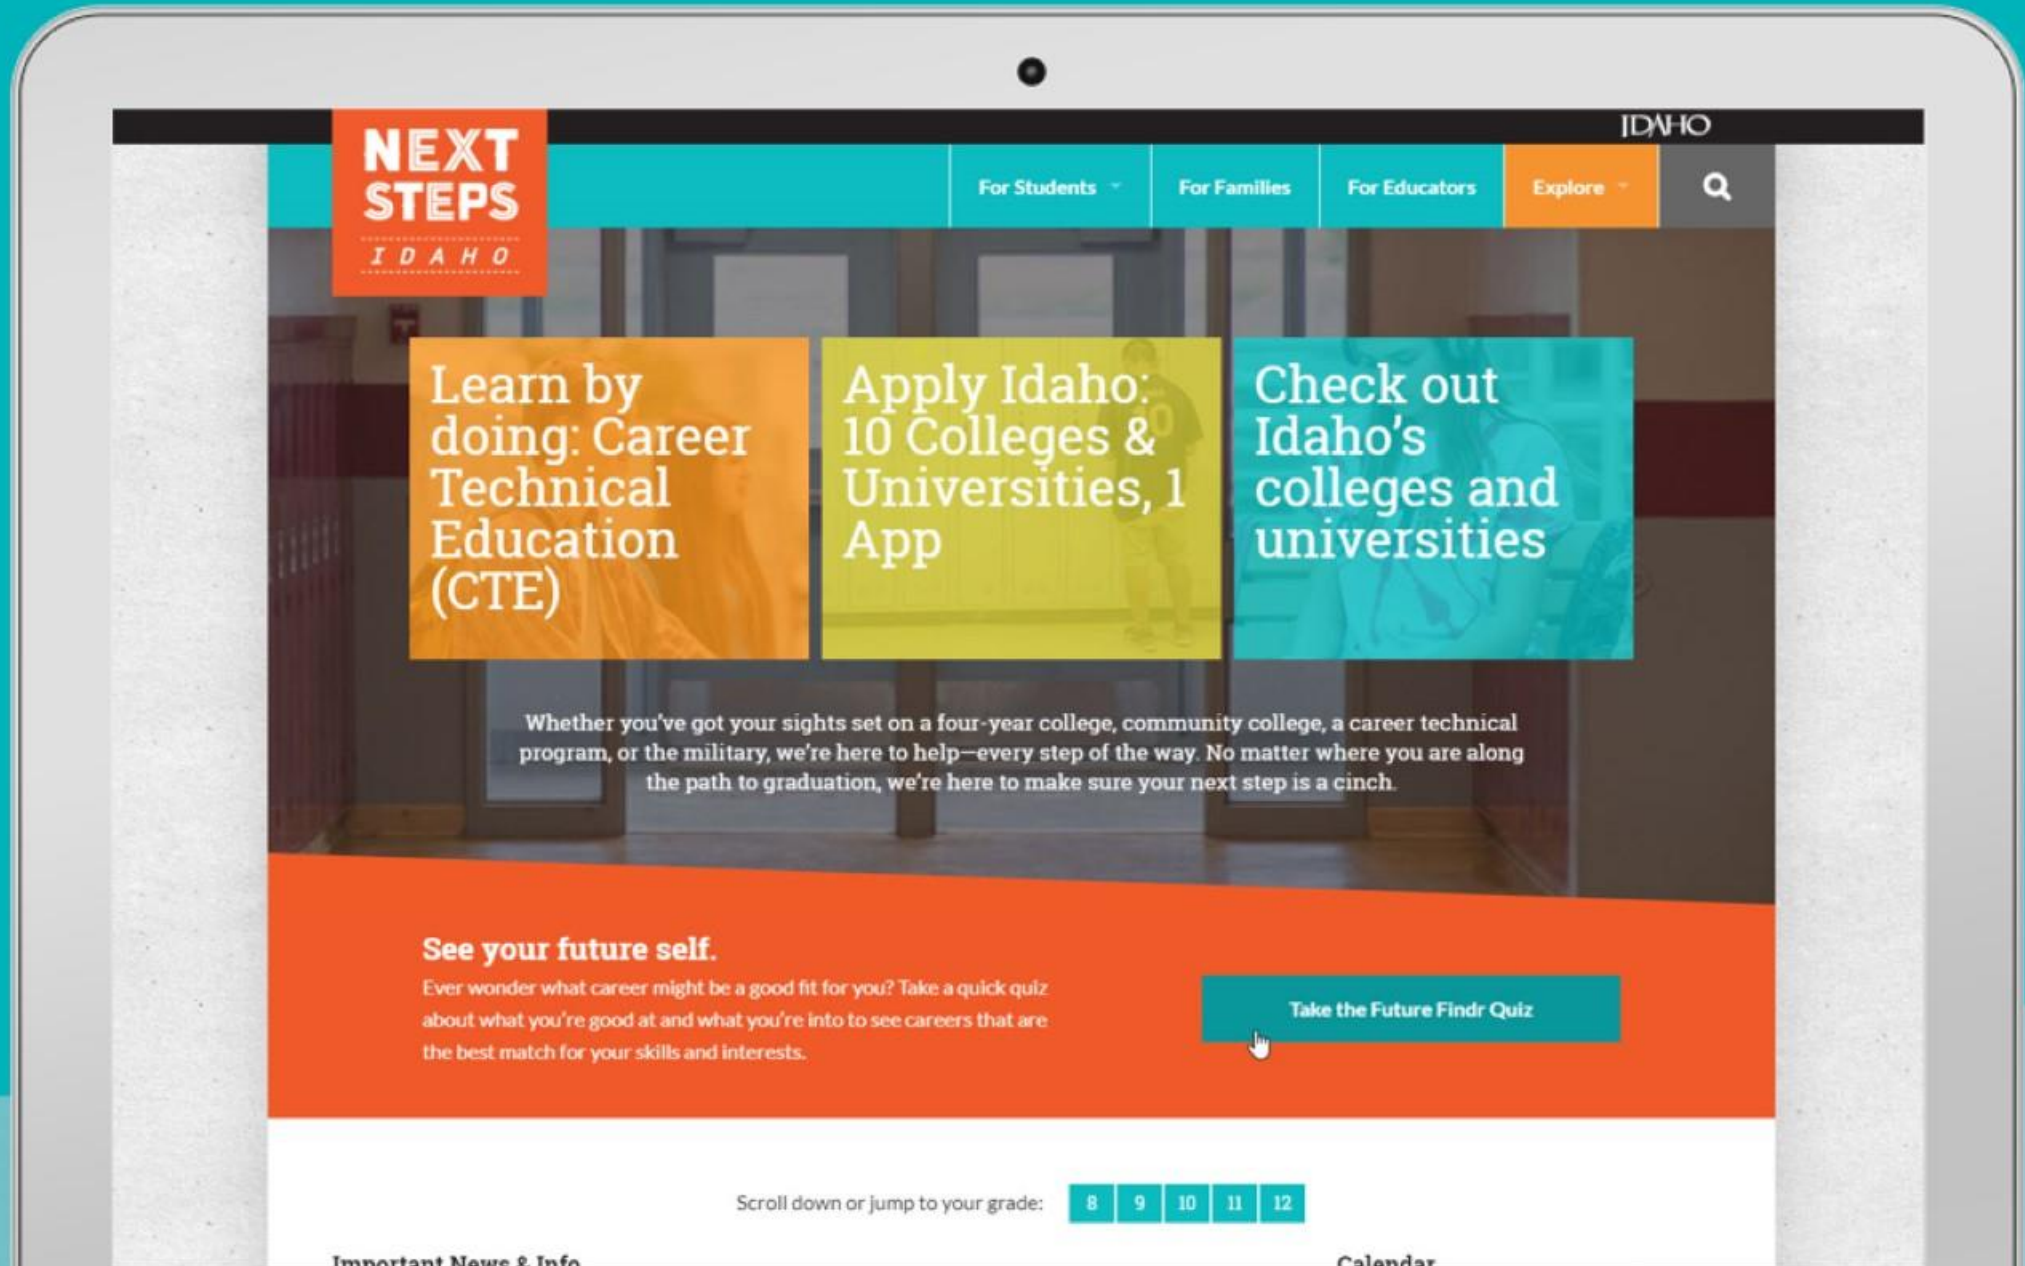 IDAHO
NEXT
STEPS
IDAHO
For Students
For Families
For Educators
Explore
Learn by
doing: Career
Technical
Education
(CTE)
Apply Idaho:
10 Colleges &
Universities, 1
App
Check out
Idaho's
colleges and
universities
Whether you've got your sights set on a four-year college, community college, a career technical
program, or the military, we're here to help—every step of the way. No matter where you are along
the path to graduation, we're here to make sure your next step is a cinch.
See your future self.
Ever wonder what career might be a good fit for you? Take a quick quiz
about what you're good at and what you're into to see careers that are
the best match for your skills and interests.
Take the Future Findr Quiz
Scroll down or jump to your grade:
8 9 10 11 12
Important News & Info
Calendar